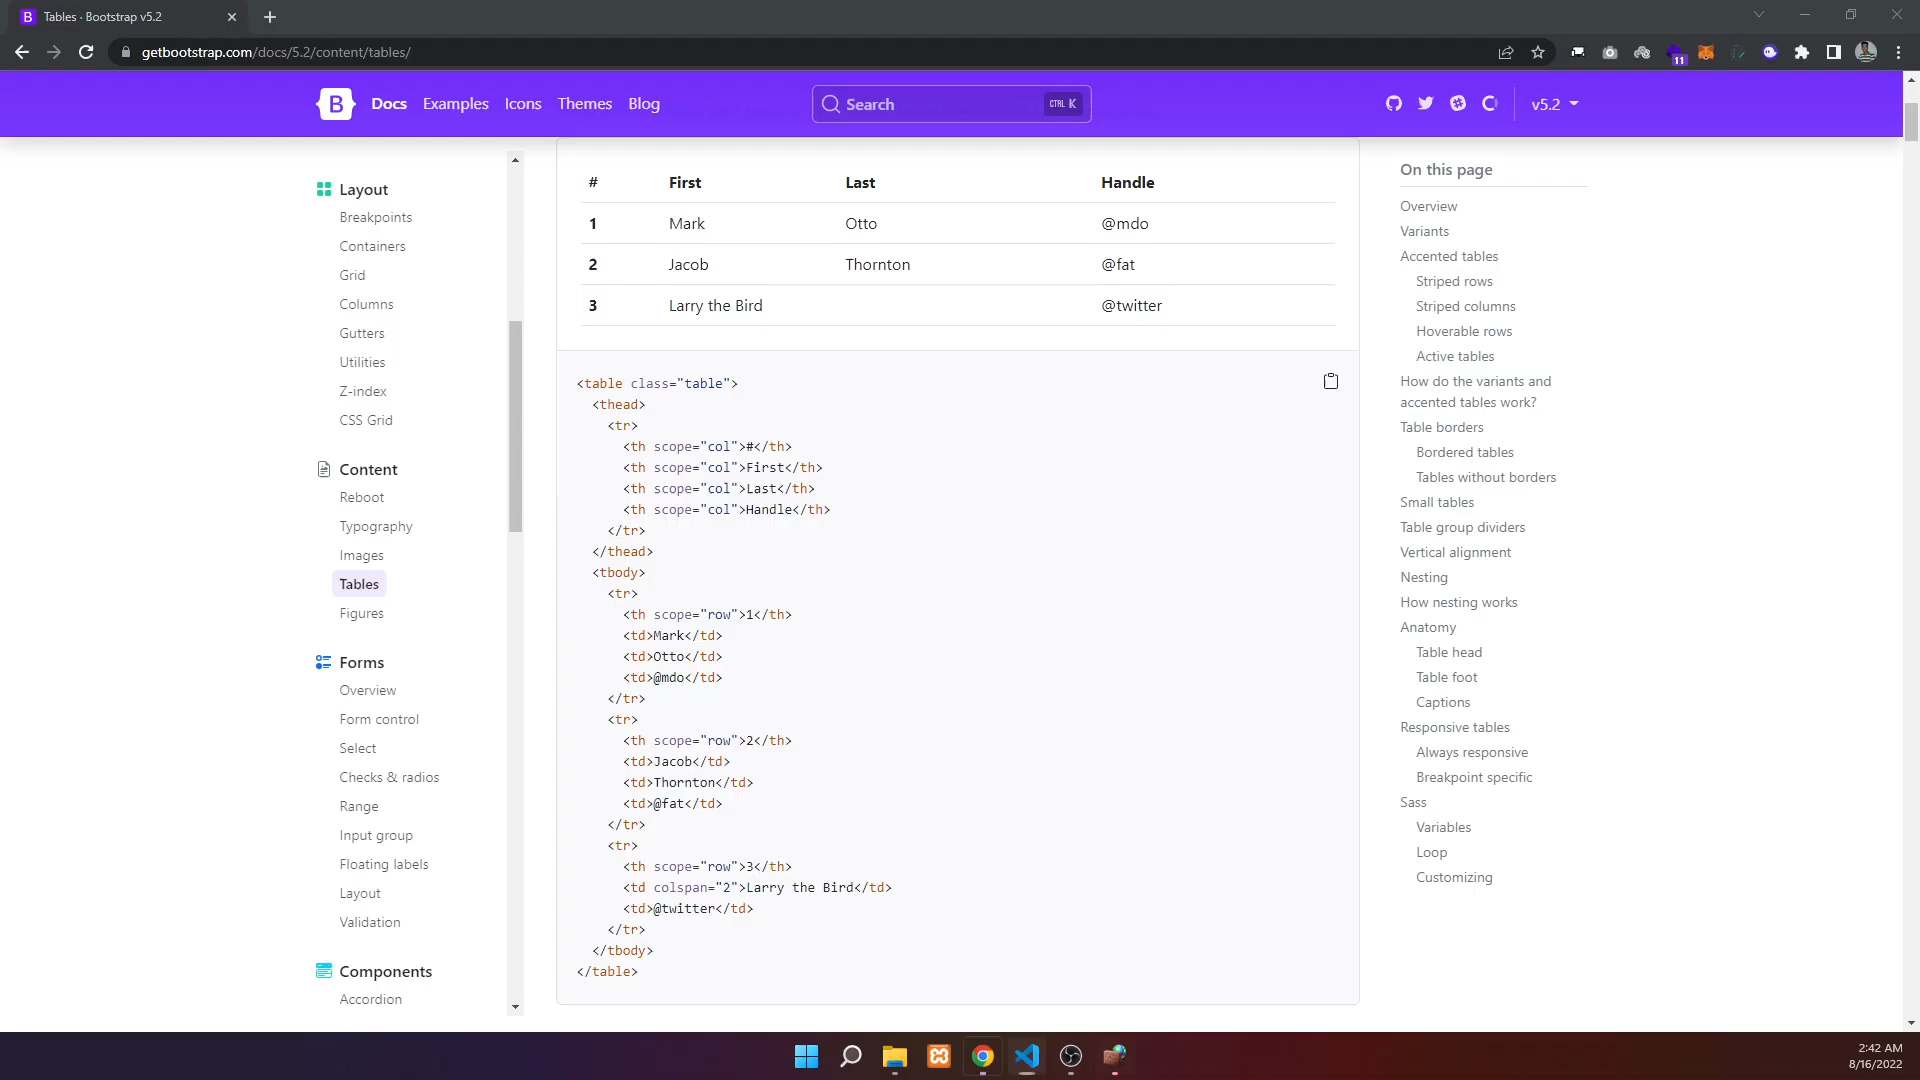 Tables · Bootstrap v5.2
getbootstrap.com/docs/5.2/content/tables/
11
B
Docs
Examples
Icons
Themes
Blog
Search
CTRL K
v5.2
Layout
Breakpoints
Containers
Grid
Columns
Gutters
Utilities
Z-index
CSS Grid
Content
Reboot
Typography
Images
Tables
Figures
Forms
Overview
Form control
Select
Checks & radios
Range
Input group
Floating labels
Layout
Validation
Components
Accordion
# First Last Handle
1 Mark Otto @mdo
2 Jacob Thornton @fat
3 Larry the Bird @twitter
<table class="table">
  <thead>
    <tr>
      <th scope="col">#</th>
      <th scope="col">First</th>
      <th scope="col">Last</th>
      <th scope="col">Handle</th>
    </tr>
  </thead>
  <tbody>
    <tr>
      <th scope="row">1</th>
      <td>Mark</td>
      <td>Otto</td>
      <td>@mdo</td>
    </tr>
    <tr>
      <th scope="row">2</th>
      <td>Jacob</td>
      <td>Thornton</td>
      <td>@fat</td>
    </tr>
    <tr>
      <th scope="row">3</th>
      <td colspan="2">Larry the Bird</td>
      <td>@twitter</td>
    </tr>
  </tbody>
</table>
On this page
Overview
Variants
Accented tables
Striped rows
Striped columns
Hoverable rows
Active tables
How do the variants and
accented tables work?
Table borders
Bordered tables
Tables without borders
Small tables
Table group dividers
Vertical alignment
Nesting
How nesting works
Anatomy
Table head
Table foot
Captions
Responsive tables
Always responsive
Breakpoint specific
Sass
Variables
Loop
Customizing
2:42 AM
8/16/2022